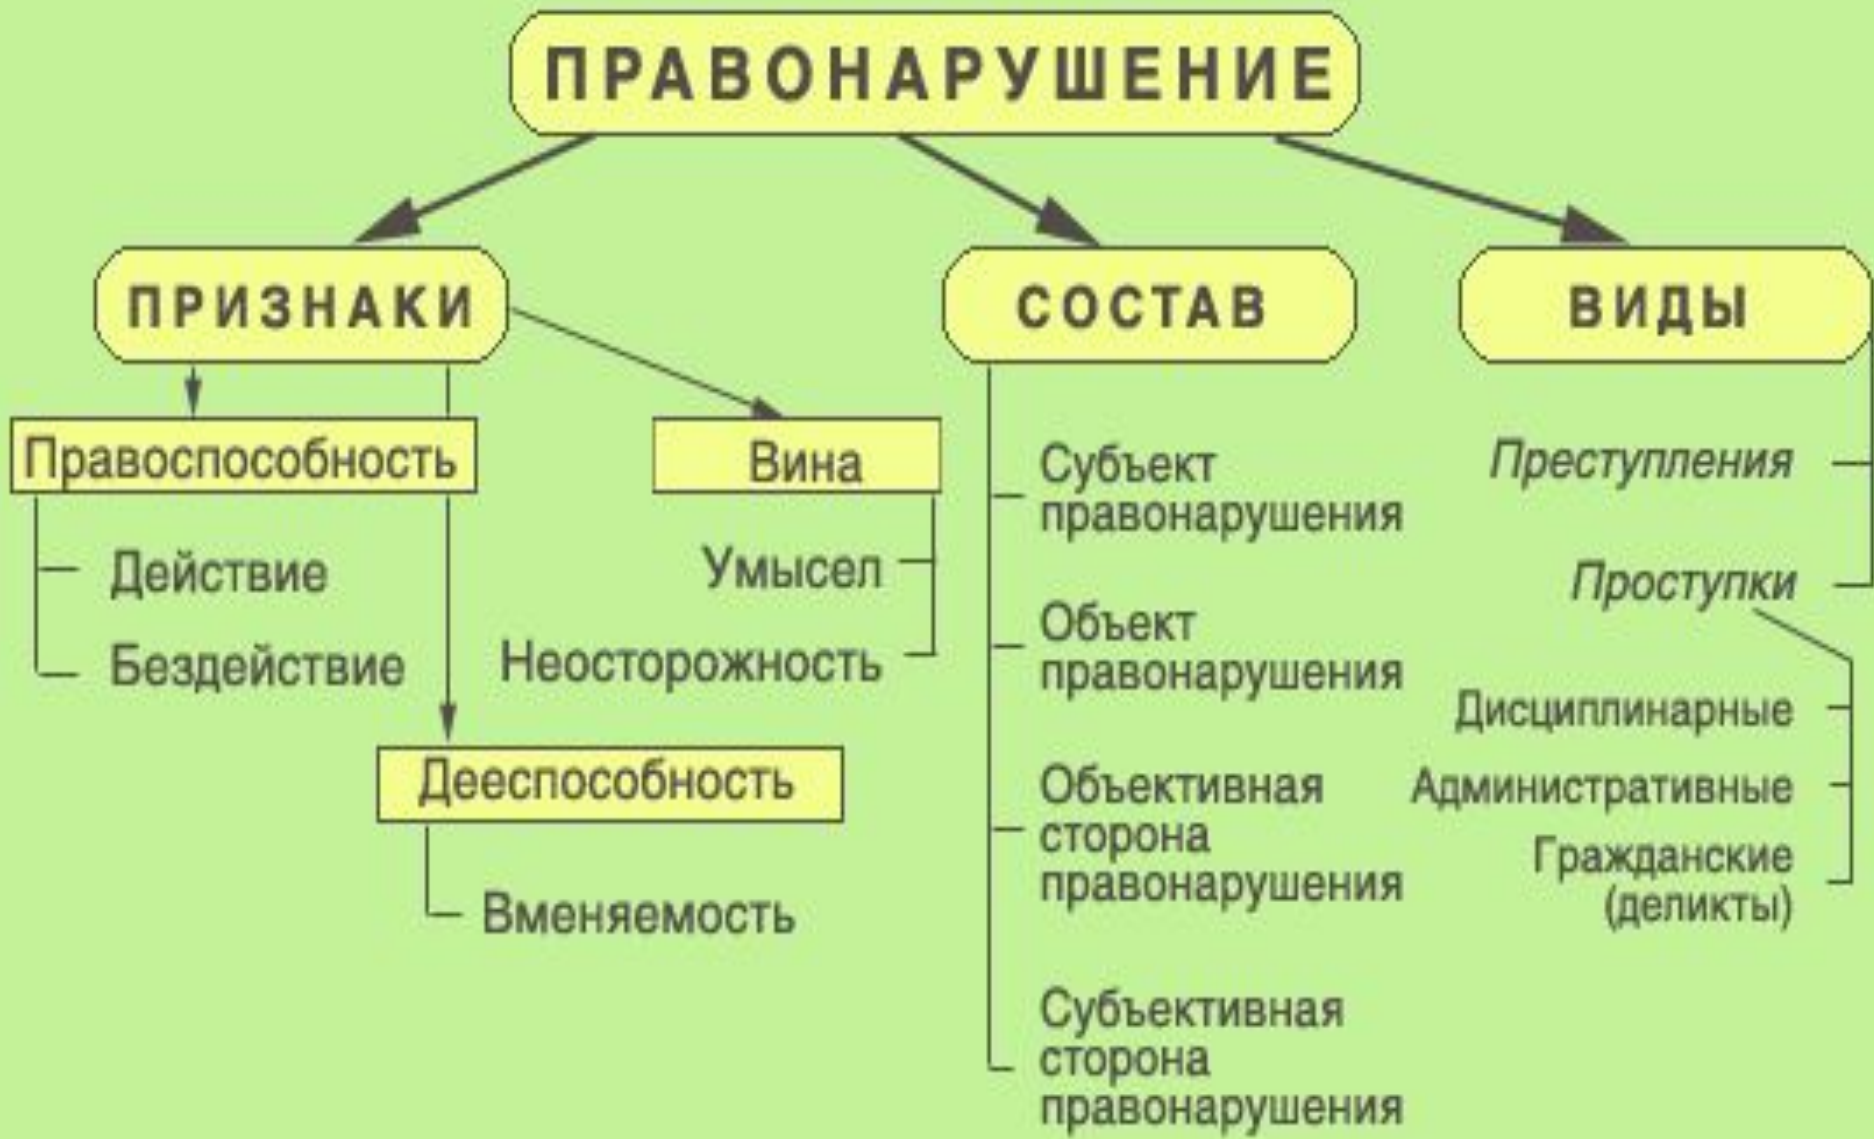 ПРАВОНАРУШЕНИЕ
ПРИЗНАКИ
Правоспособность
Действие
Бездействие
Вина
Умысел
Неосторожность
Дееспособность
Вменяемость
СОСТАВ
Субъект
правонарушения
Объект
правонарушения
Объективная
сторона
правонарушения
Субъективная
сторона
правонарушения
ВИДЫ
Преступления
Проступки
Дисциплинарные
Административные
Гражданские
(деликты)